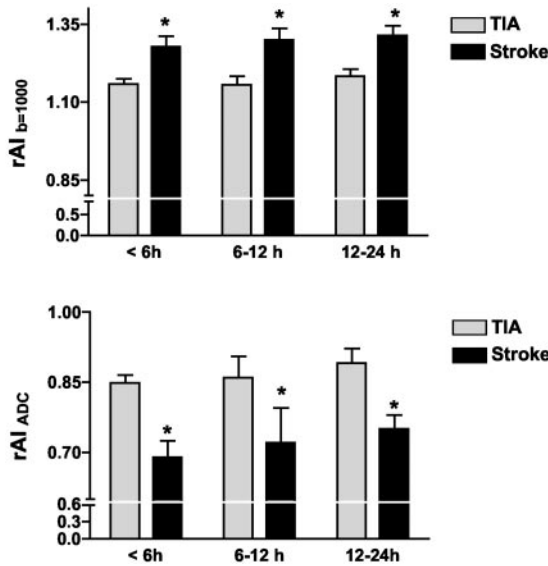 1.35
1.10
0.85
0.5
0.0
rAI b=1000
* * *
TIA
Stroke
< 6h 6-12 h 12-24 h
1.00
0.85
0.70
0.6
0.3
0.0
rAI ADC
* * *
TIA
Stroke
< 6h 6-12 h 12-24h